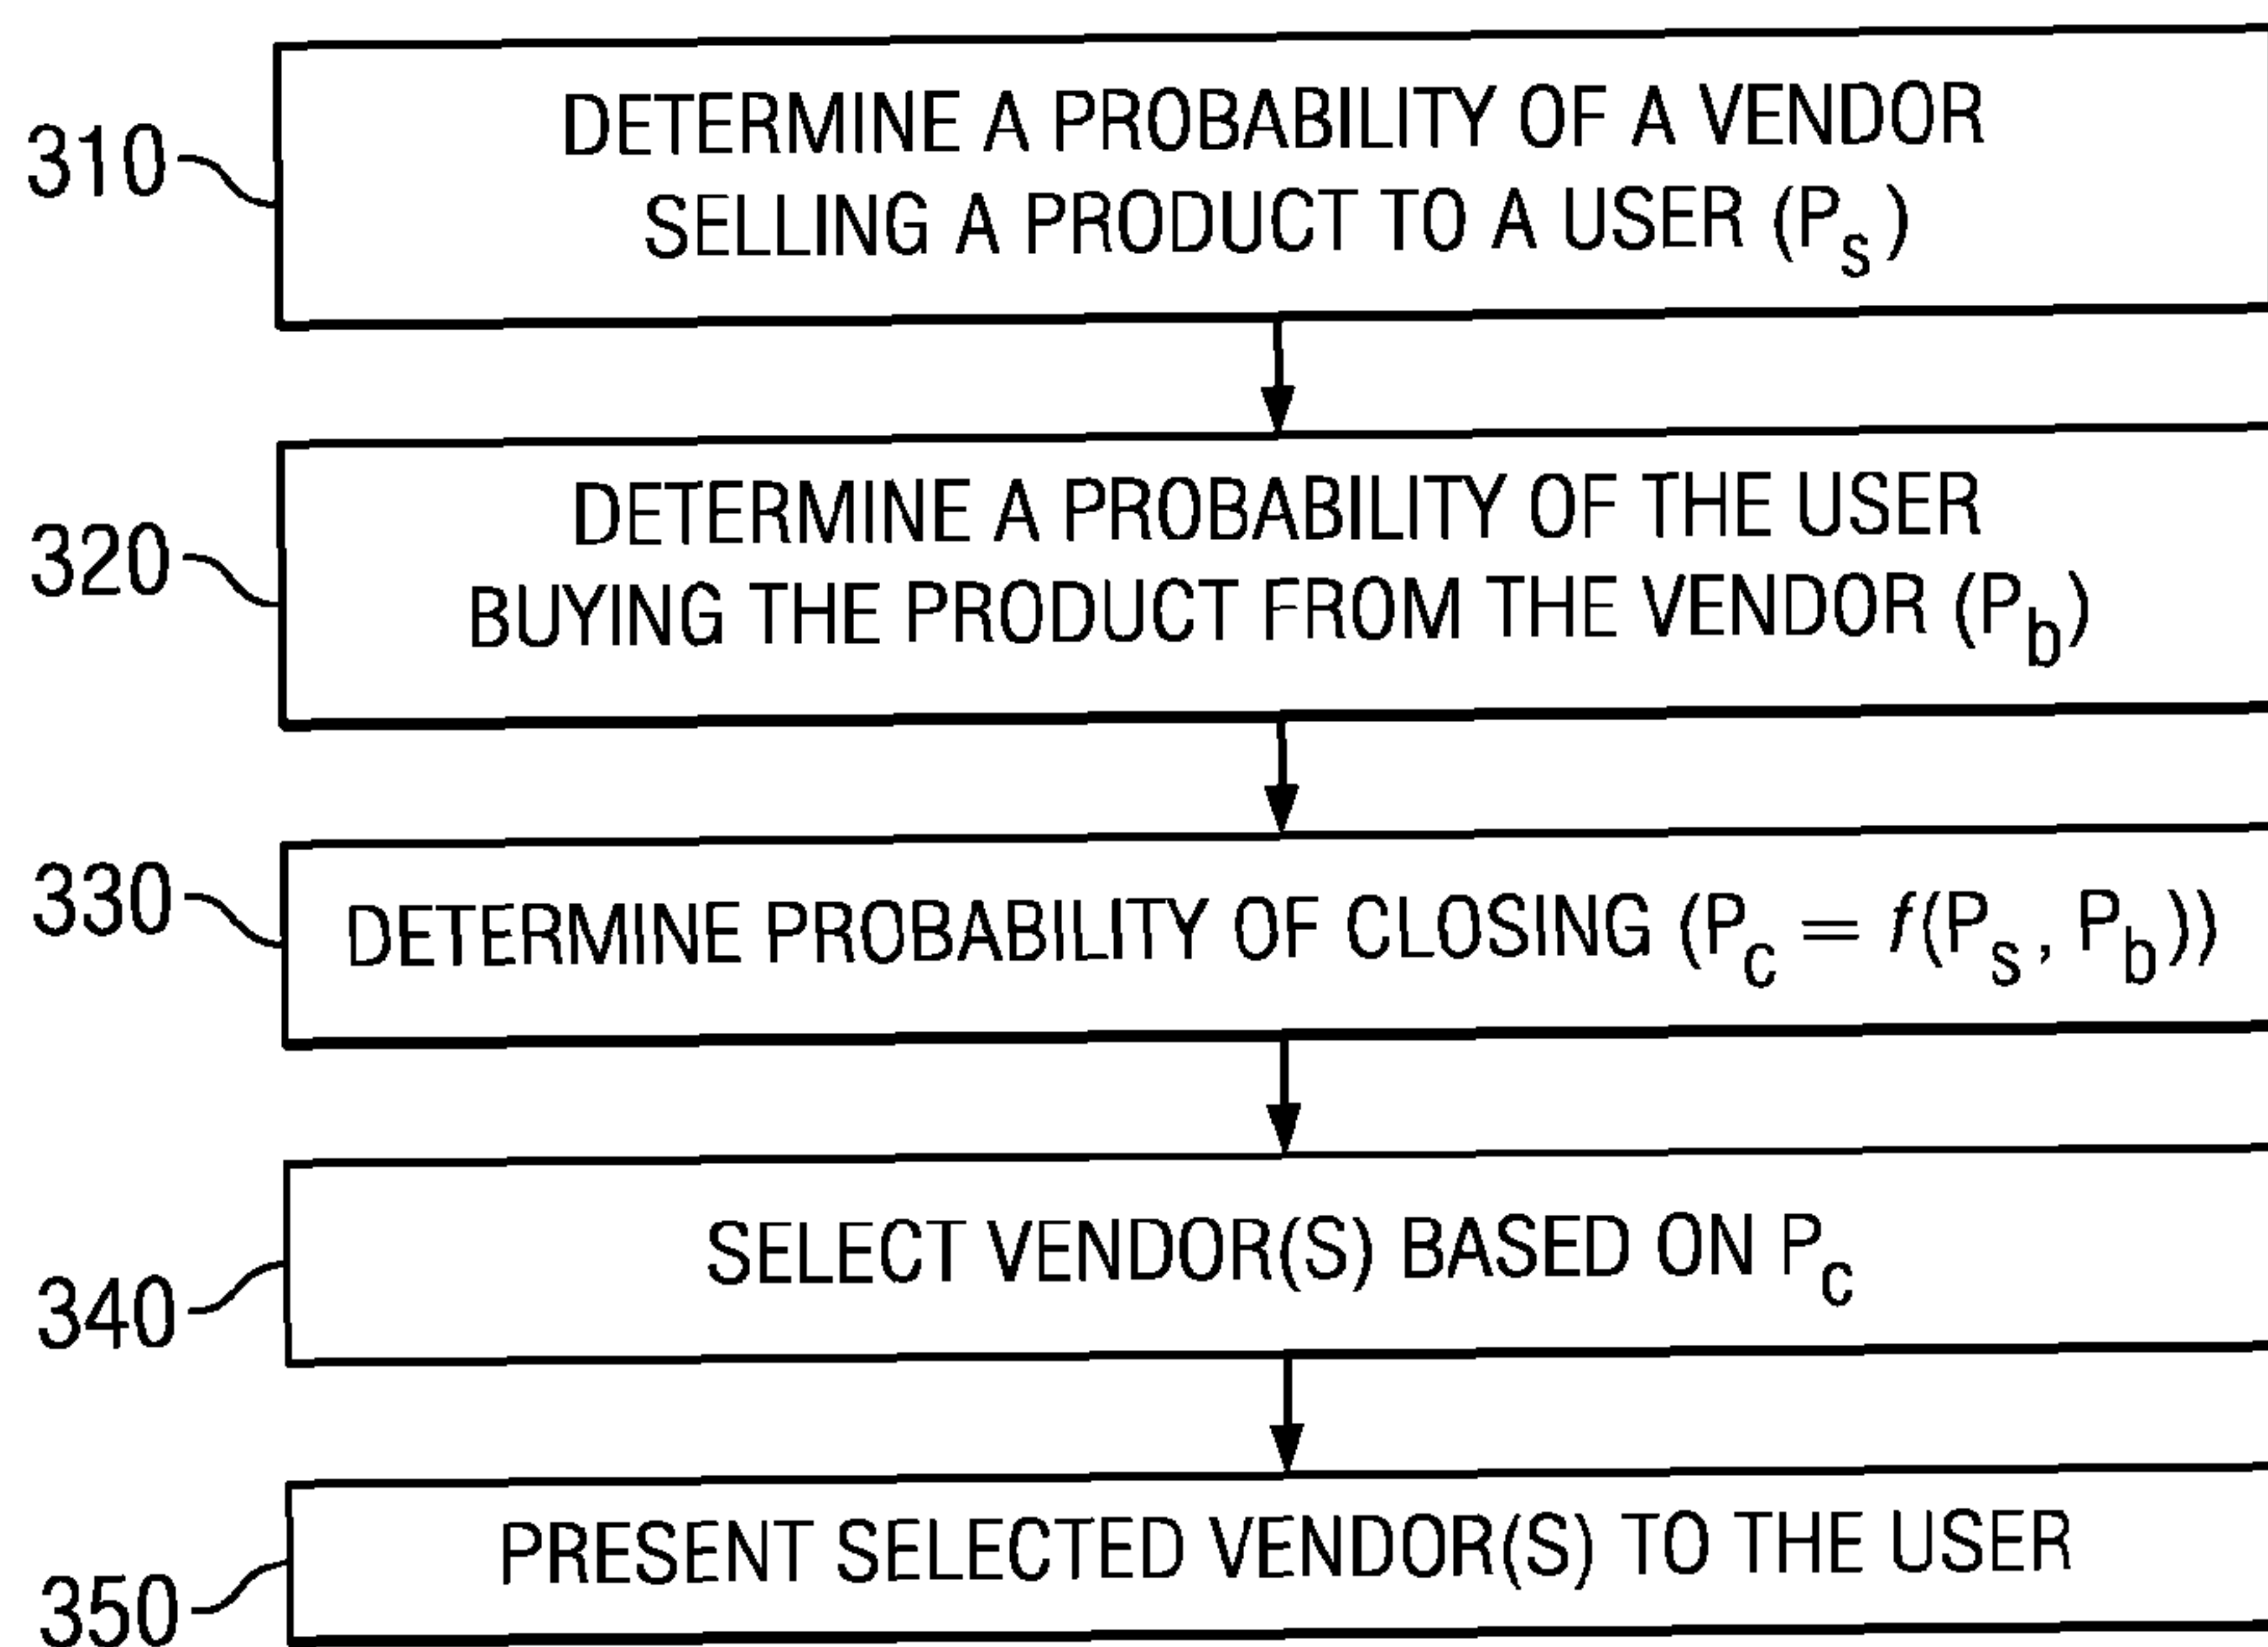 310
DETERMINE A PROBABILITY OF A VENDOR
SELLING A PRODUCT TO A USER (Ps)
320
DETERMINE A PROBABILITY OF THE USER
BUYING THE PRODUCT FROM THE VENDOR (Pb)
330
DETERMINE PROBABILITY OF CLOSING (Pc = f(Ps, Pb))
340
SELECT VENDOR(S) BASED ON Pc
350
PRESENT SELECTED VENDOR(S) TO THE USER